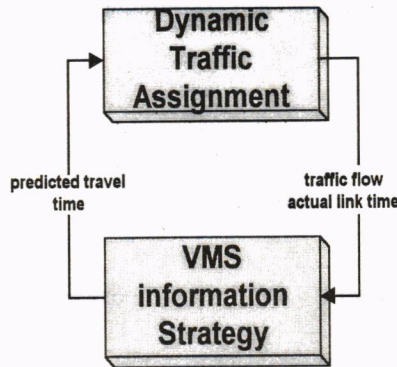 Dynamic
Traffic
Assignment
predicted travel
time
traffic flow
actual link time
VMS
information
Strategy